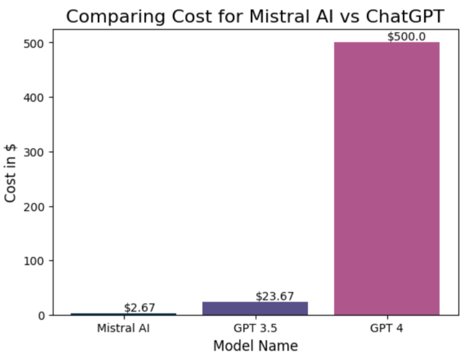 Comparing Cost for Mistral AI vs ChatGPT
$500.0
500
400
300
200
100
0
Cost in $
$2.67
$23.67
Mistral AI
GPT 3.5
GPT 4
Model Name